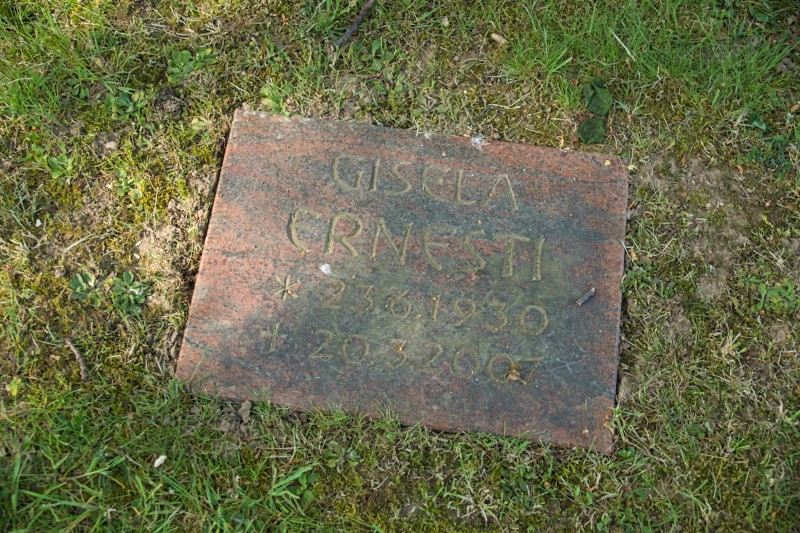 GISELA
ERNESTI
* 23.6.1930
† 20.3.2007